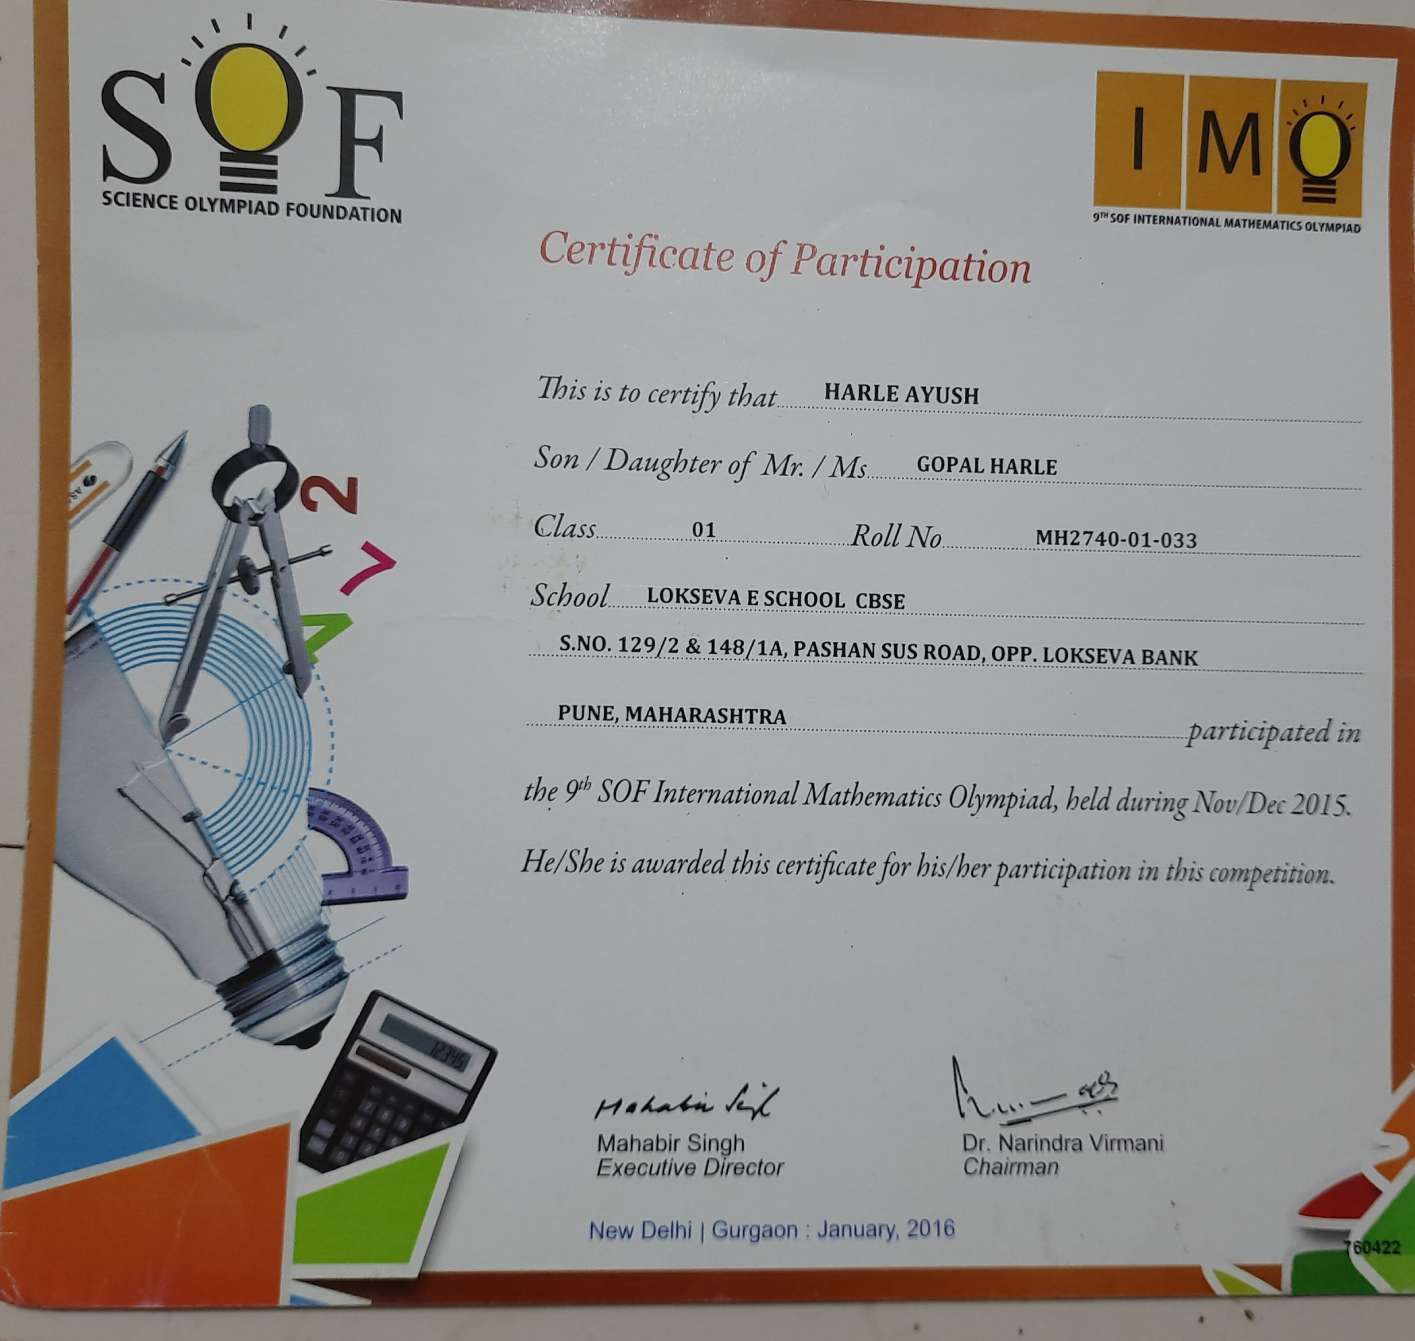 SOF
SCIENCE OLYMPIAD FOUNDATION
IMO
9TH SOF INTERNATIONAL MATHEMATICS OLYMPIAD
Certificate of Participation
This is to certify that HARLE AYUSH
Son / Daughter of Mr. / Ms. GOPAL HARLE
Class 01 Roll No MH2740-01-033
School LOKSEVA E SCHOOL CBSE
S.NO. 129/2 & 148/1A, PASHAN SUS ROAD, OPP. LOKSEVA BANK
PUNE, MAHARASHTRA participated in
the 9th SOF International Mathematics Olympiad, held during Nov/Dec 2015.
He/She is awarded this certificate for his/her participation in this competition.
Mahabir Singh
Mahabir Singh
Executive Director
Dr. Narindra Virmani
Chairman
New Delhi | Gurgaon : January, 2016
760422
2
12345